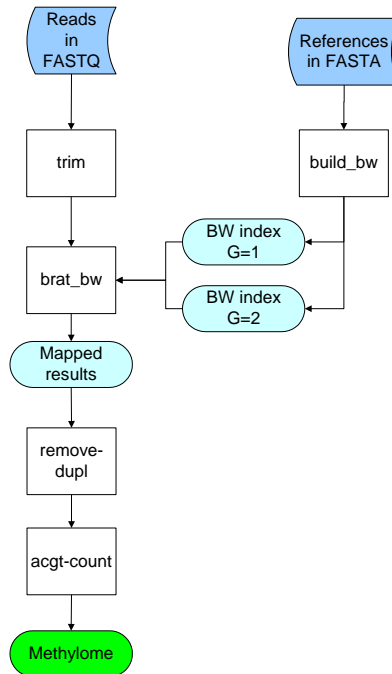 Reads
in
FASTQ
References
in FASTA
trim
build_bw
BW index
G=1
brat_bw
BW index
G=2
Mapped
results
remove-
dupl
acgt-count
Methylome